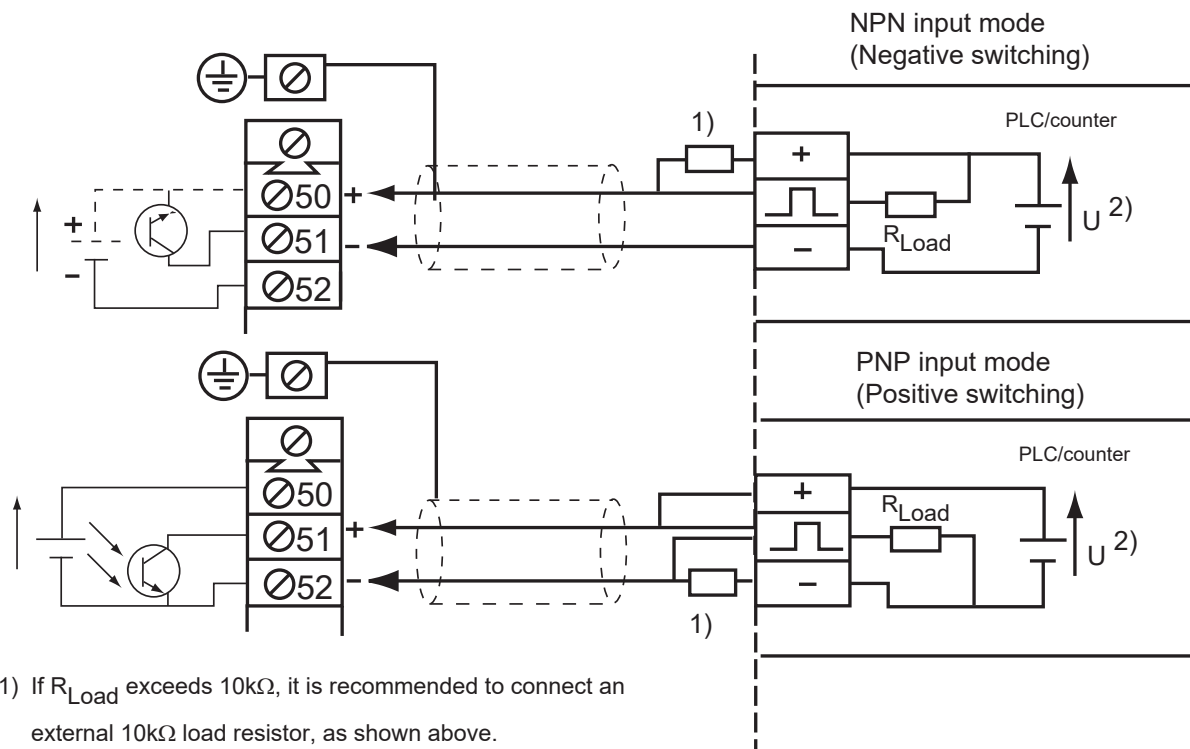 NPN input mode
(Negative switching)
1)
PLC/counter
+
50
+
+
51
−
R Load
U 2)
−
−
52
PNP input mode
(Positive switching)
PLC/counter
50
+
R Load
51
+
U 2)
52
−
−
1)
1) If R Load exceeds 10kΩ, it is recommended to connect an
external 10kΩ load resistor, as shown above.